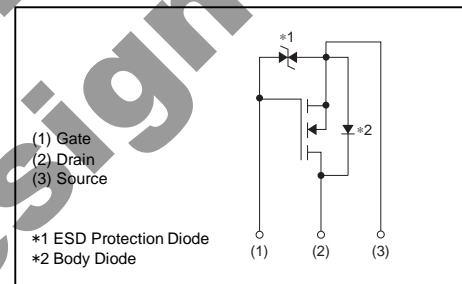 *1
*2
(1) Gate
(2) Drain
(3) Source
*1 ESD Protection Diode
*2 Body Diode
(1) (2) (3)